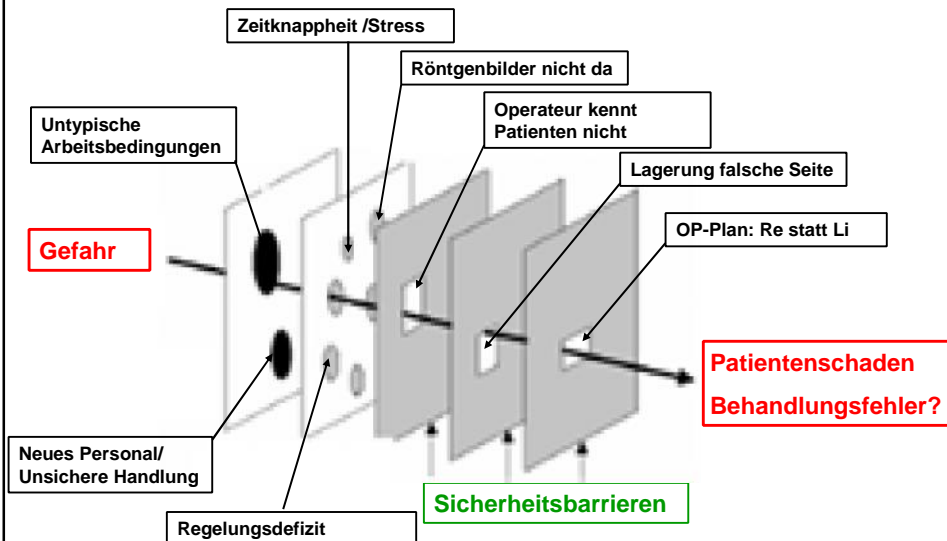 Zeitknappheit /Stress
Röntgenbilder nicht da
Operateur kennt
Patienten nicht
Untypische
Arbeitsbedingungen
Lagerung falsche Seite
OP-Plan: Re statt Li
Gefahr
Patientenschaden
Behandlungsfehler?
Neues Personal/
Unsichere Handlung
Sicherheitsbarrieren
Regelungsdefizit